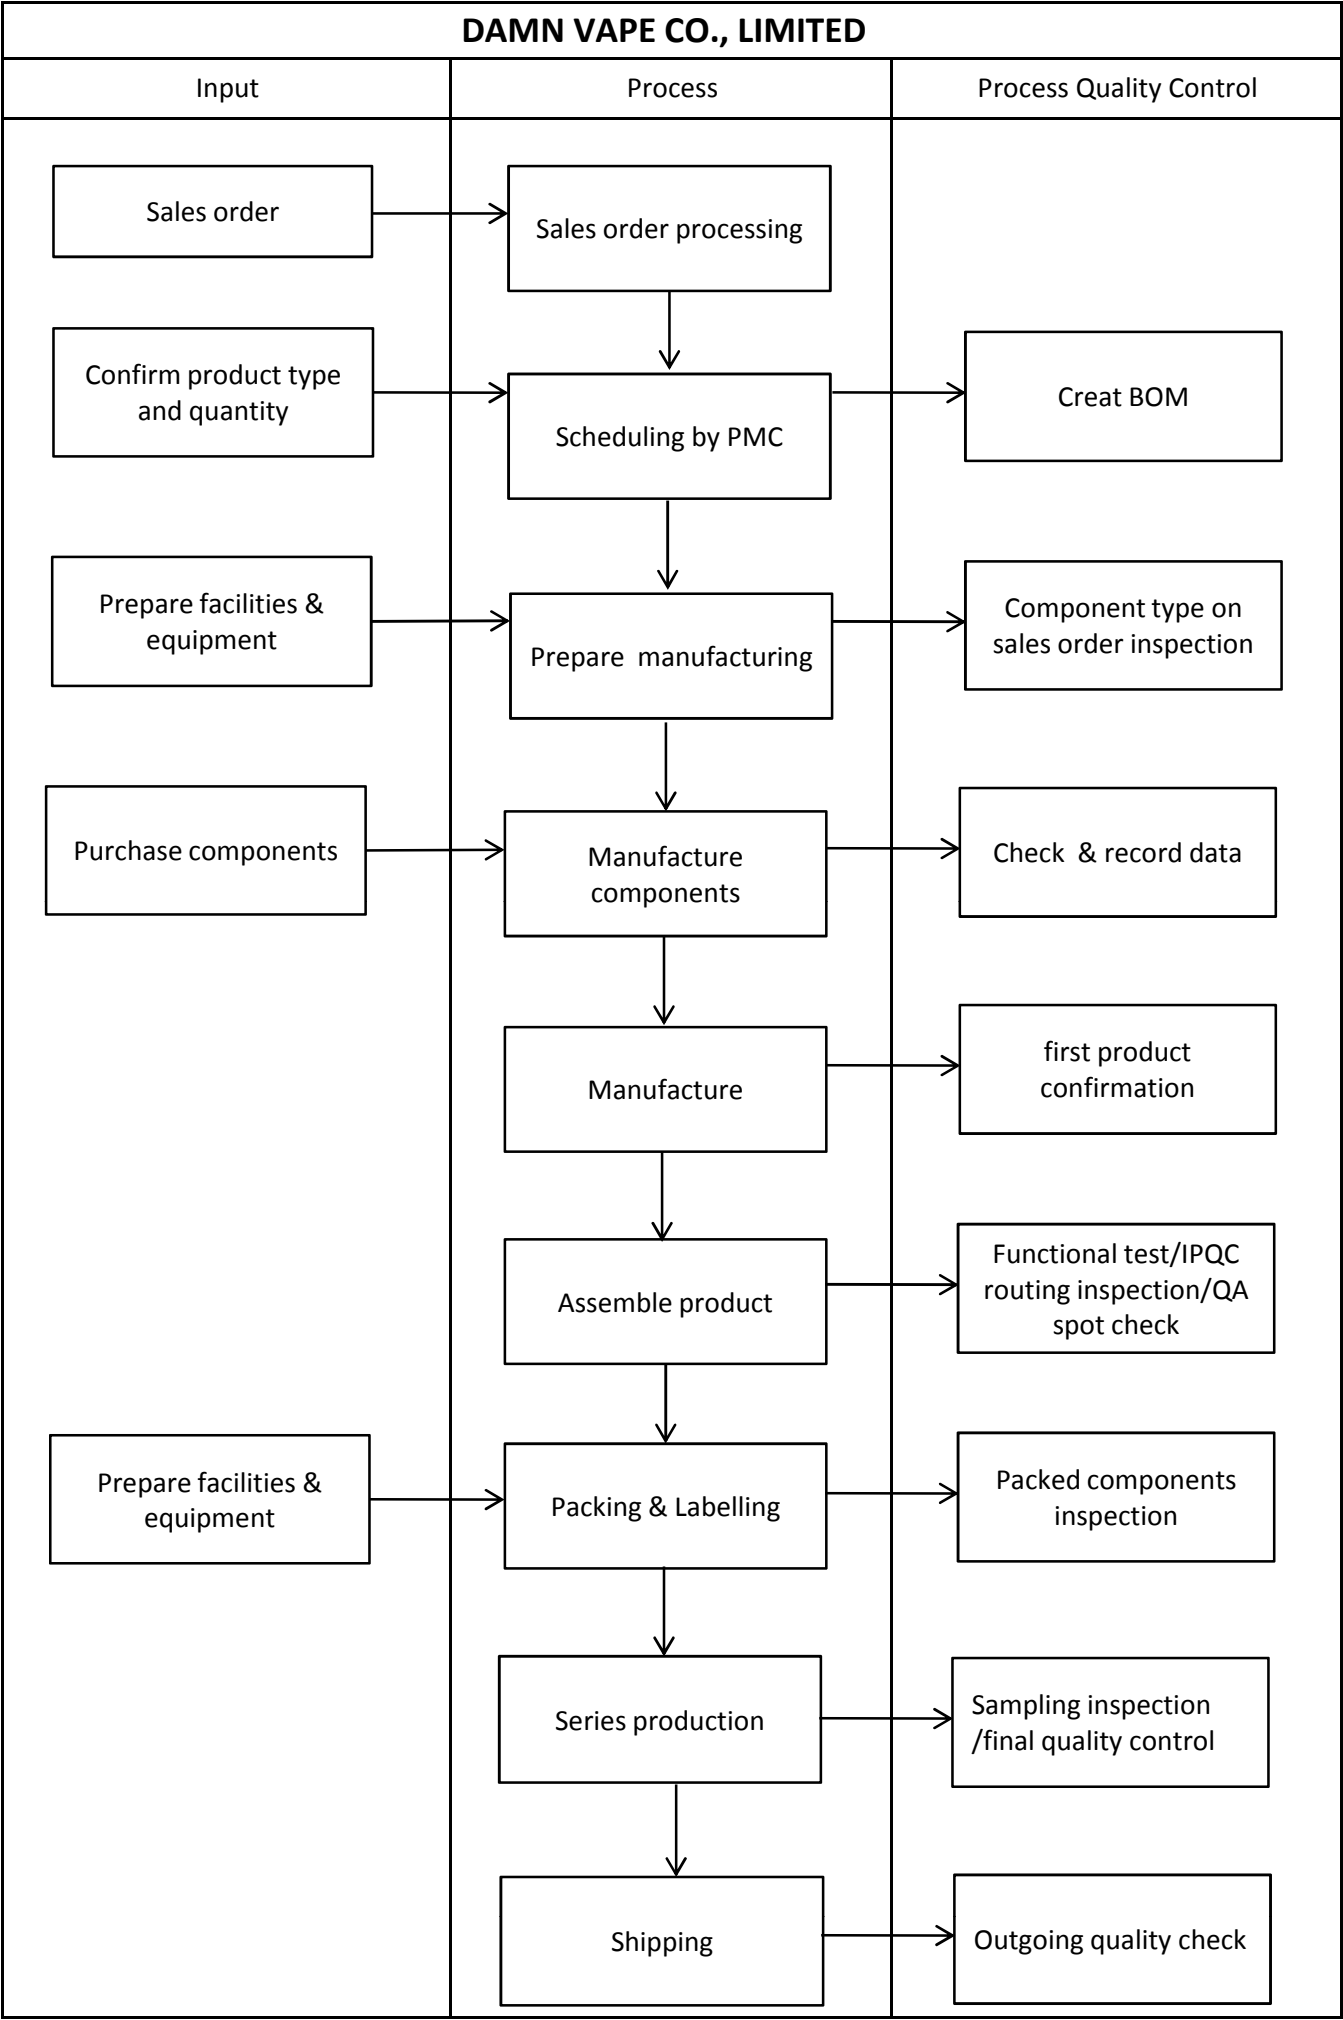 DAMN VAPE CO., LIMITED
Input
Process
Process Quality Control
Sales order
Sales order processing
Confirm product type
and quantity
Scheduling by PMC
Creat BOM
Prepare facilities &
equipment
Prepare  manufacturing
Component type on
sales order inspection
Purchase components
Manufacture
components
Check  & record data
Manufacture
first product
confirmation
Assemble product
Functional test/IPQC
routing inspection/QA
spot check
Prepare facilities &
equipment
Packing & Labelling
Packed components
inspection
Series production
Sampling inspection
/final quality control
Shipping
Outgoing quality check